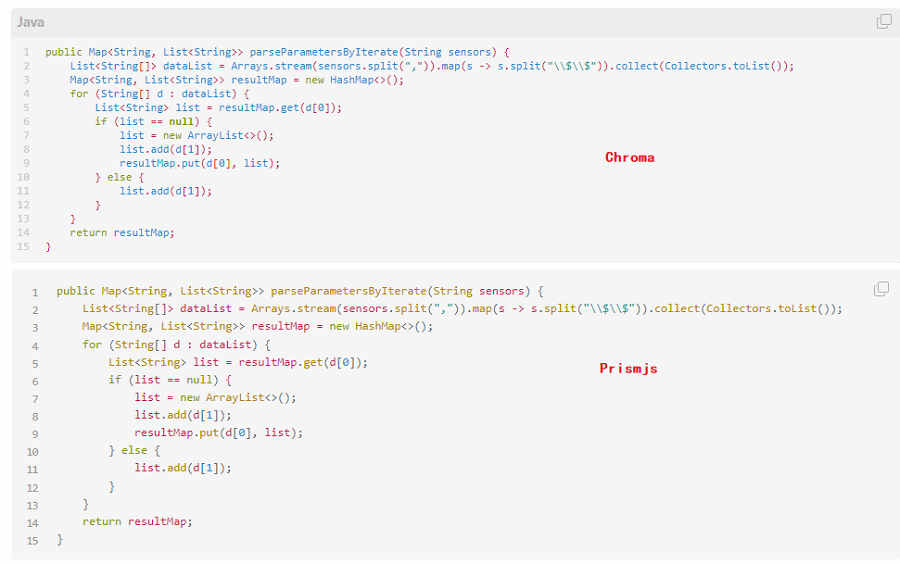 Java
1 public Map<String, List<String>> parseParametersByIterate(String sensors) {
2     List<String[]> dataList = Arrays.stream(sensors.split(",")).map(s -> s.split("\\$\\$")).collect(Collectors.toList());
3     Map<String, List<String>> resultMap = new HashMap<>();
4     for (String[] d : dataList) {
5         List<String> list = resultMap.get(d[0]);
6         if (list == null) {
7             list = new ArrayList<>();
8             list.add(d[1]);
9             resultMap.put(d[0], list);
10         } else {
11             list.add(d[1]);
12         }
13     }
14     return resultMap;
15 }
Chroma
1 public Map<String, List<String>> parseParametersByIterate(String sensors) {
2     List<String[]> dataList = Arrays.stream(sensors.split(",")).map(s -> s.split("\\$\\$")).collect(Collectors.toList());
3     Map<String, List<String>> resultMap = new HashMap<>();
4     for (String[] d : dataList) {
5         List<String> list = resultMap.get(d[0]);
6         if (list == null) {
7             list = new ArrayList<>();
8             list.add(d[1]);
9             resultMap.put(d[0], list);
10         } else {
11             list.add(d[1]);
12         }
13     }
14     return resultMap;
15 }
Prismjs